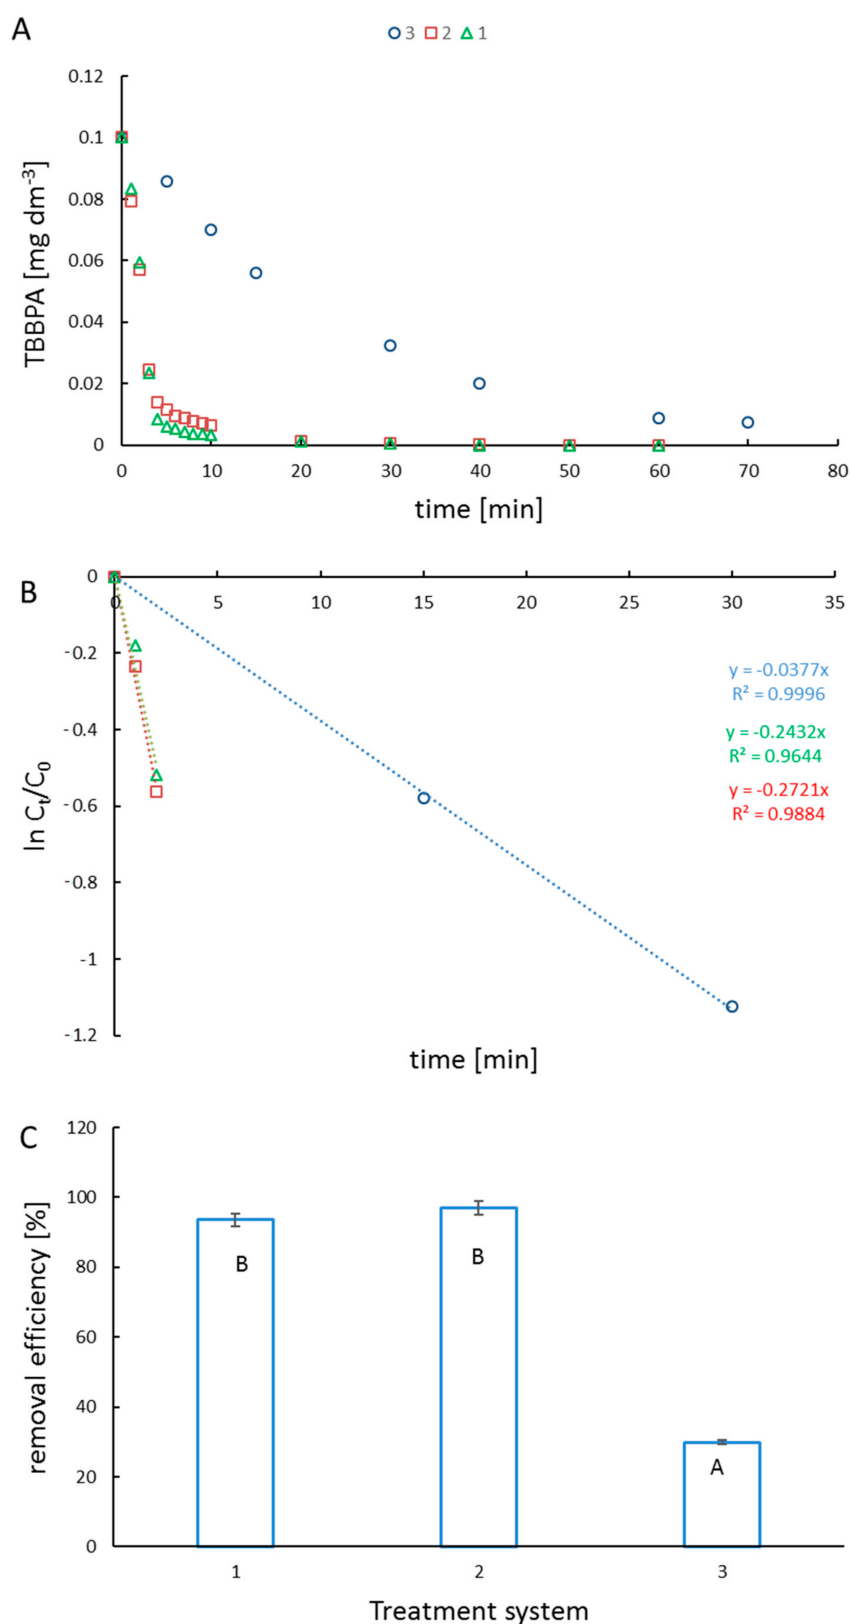 A
3 2 1
0.12
0.1
0.08
0.06
0.04
0.02
0
TBBPA [mg dm-3]
0 10 20 30 40 50 60 70 80
time [min]
B
0
0 5 10 15 20 25 30 35
-0.2
-0.4
-0.6
-0.8
-1
-1.2
ln Ct/C0
y = -0.0377x
R² = 0.9996
y = -0.2432x
R² = 0.9644
y = -0.2721x
R² = 0.9884
time [min]
C
120
100
80
60
40
20
0
removal efficiency [%]
B
B
A
1 2 3
Treatment system